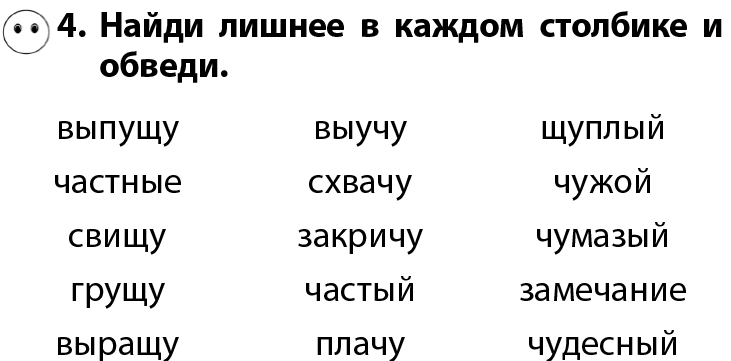 4. Найди лишнее в каждом столбике и
обведи.
выпущу выучу щуплый
частные схвачу чужой
свищу закричу чумазый
грущу частый замечание
выращу плачу чудесный